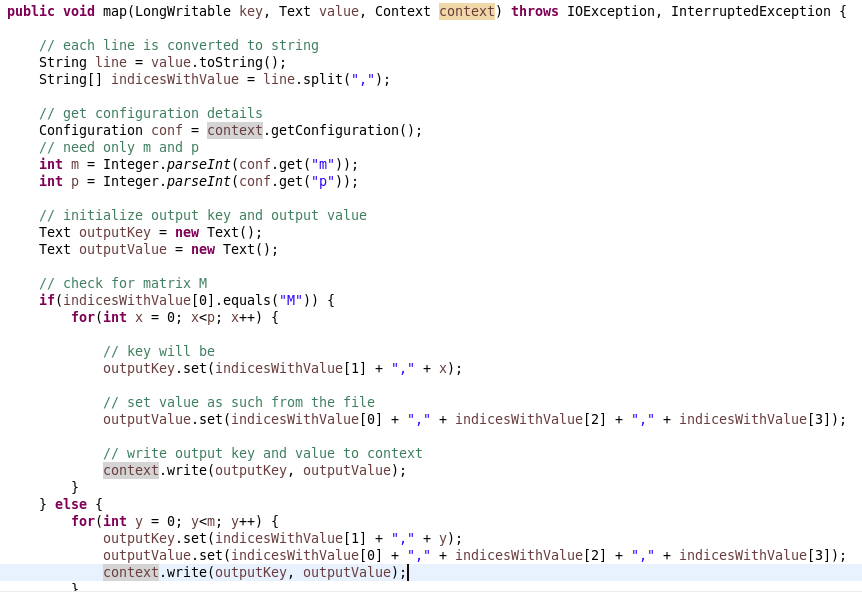 public void map(LongWritable key, Text value, Context context) throws IOException, InterruptedException {
// each line is converted to string
String line = value.toString();
String[] indicesWithValue = line.split(",");
// get configuration details
Configuration conf = context.getConfiguration();
// need only m and p
int m = Integer.parseInt(conf.get("m"));
int p = Integer.parseInt(conf.get("p"));
// initialize output key and output value
Text outputKey = new Text();
Text outputValue = new Text();
// check for matrix M
if(indicesWithValue[0].equals("M")) {
for(int x = 0; x<p; x++) {
// key will be
outputKey.set(indicesWithValue[1] + "," + x);
// set value as such from the file
outputValue.set(indicesWithValue[0] + "," + indicesWithValue[2] + "," + indicesWithValue[3]);
// write output key and value to context
context.write(outputKey, outputValue);
}
} else {
for(int y = 0; y<m; y++) {
outputKey.set(indicesWithValue[1] + "," + y);
outputValue.set(indicesWithValue[0] + "," + indicesWithValue[2] + "," + indicesWithValue[3]);
context.write(outputKey, outputValue);
}